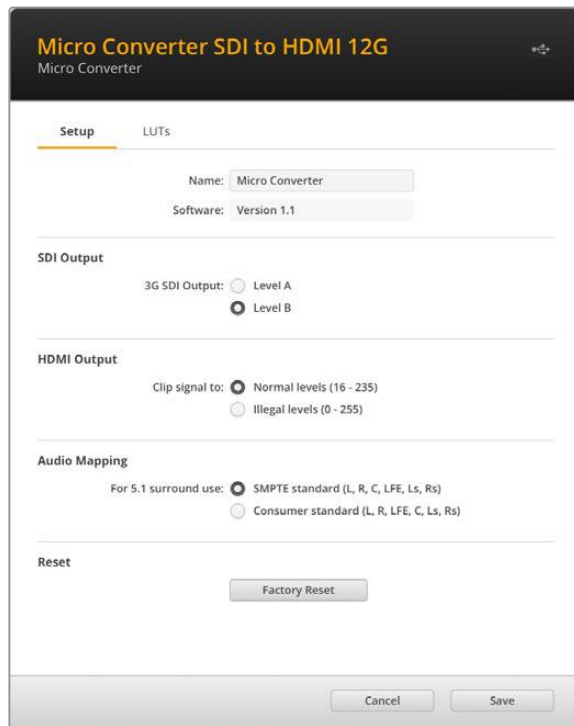 Micro Converter SDI to HDMI 12G
Micro Converter
Setup LUTs
Name: Micro Converter
Software: Version 1.1
SDI Output
3G SDI Output: Level A
Level B
HDMI Output
Clip signal to: Normal levels (16 - 235)
Illegal levels (0 - 255)
Audio Mapping
For 5.1 surround use: SMPTE standard (L, R, C, LFE, Ls, Rs)
Consumer standard (L, R, LFE, C, Ls, Rs)
Reset
Factory Reset
Cancel Save